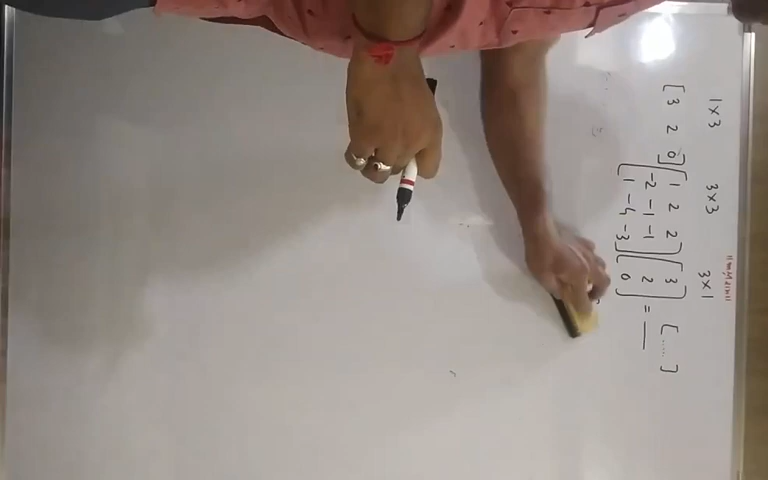 1×3 3×3 3×1
[3 2 0] [1 2 2] [3] [....]
[-2 -1 -1] [2] = __
[1 -4 -3] [0]